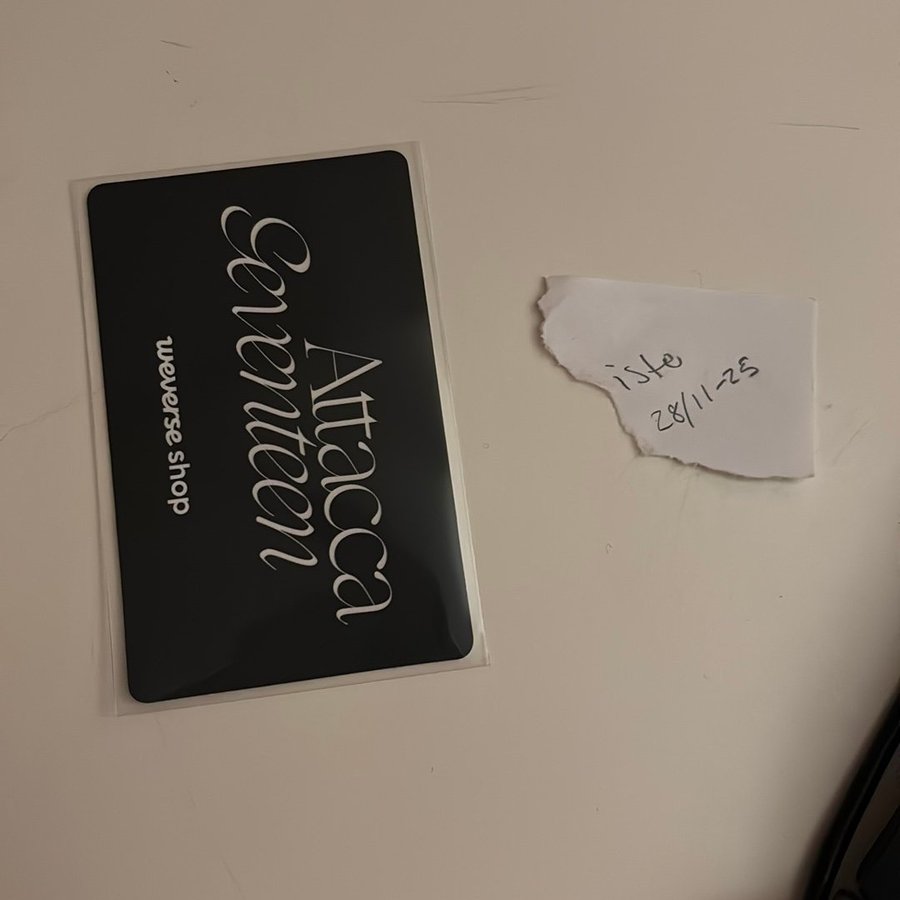 Attacca
Seventeen
weverse shop
iste
28/11-25